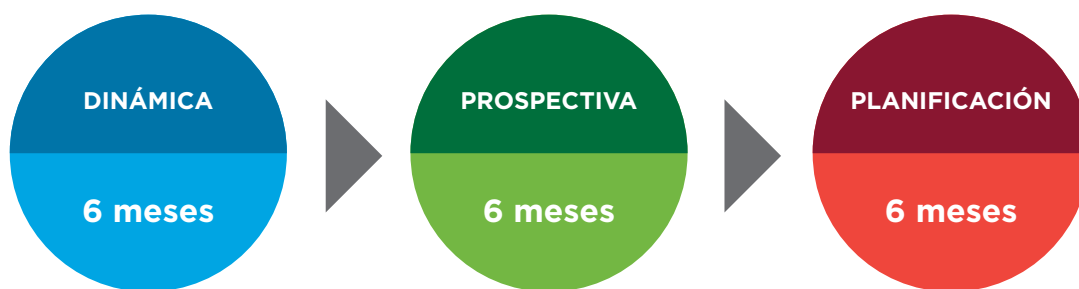 DINÁMICA
6 meses
PROSPECTIVA
6 meses
PLANIFICACIÓN
6 meses